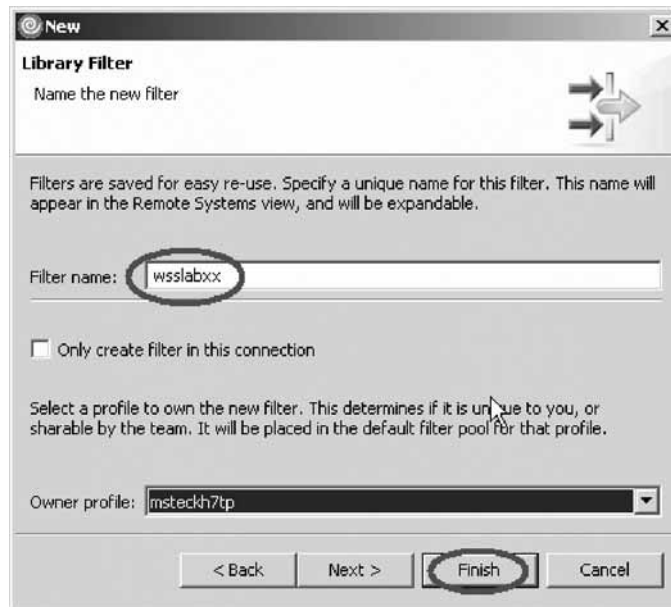 New
Library Filter
Name the new filter
Filters are saved for easy re-use. Specify a unique name for this filter. This name will
appear in the Remote Systems view, and will be expandable.
Filter name: wsslabxx
Only create filter in this connection
Select a profile to own the new filter. This determines if it is unique to you, or
sharable by the team. It will be placed in the default filter pool for that profile.
Owner profile: msteckh7tp
< Back Next > Finish Cancel